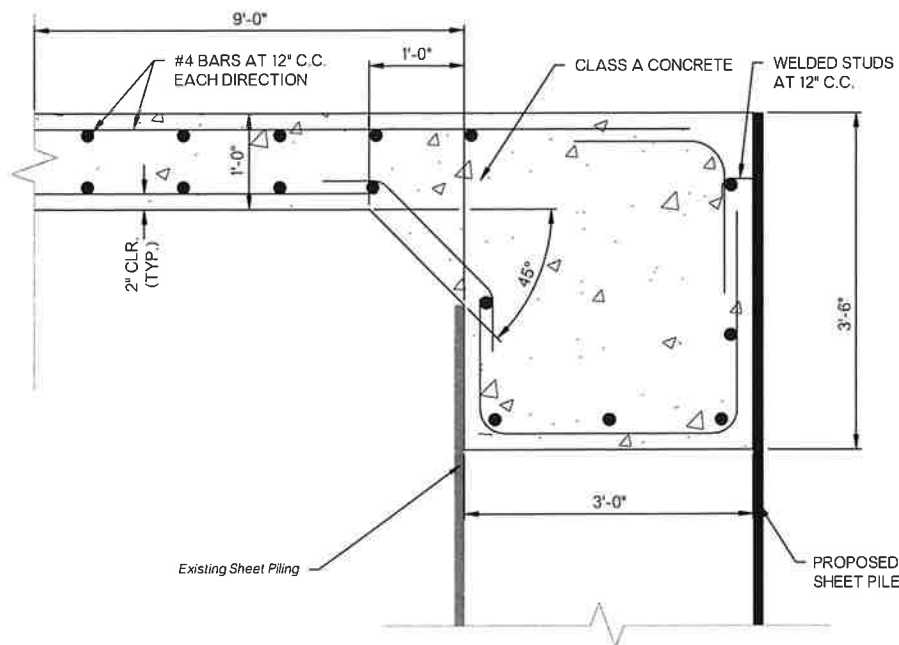 9'-0"
#4 BARS AT 12" C.C.
EACH DIRECTION
1'-0"
CLASS A CONCRETE
WELDED STUDS
AT 12" C.C.
1'-0"
2" CLR.
(TYP.)
45°
3'-6"
3'-0"
Existing Sheet Piling
PROPOSED
SHEET PILE